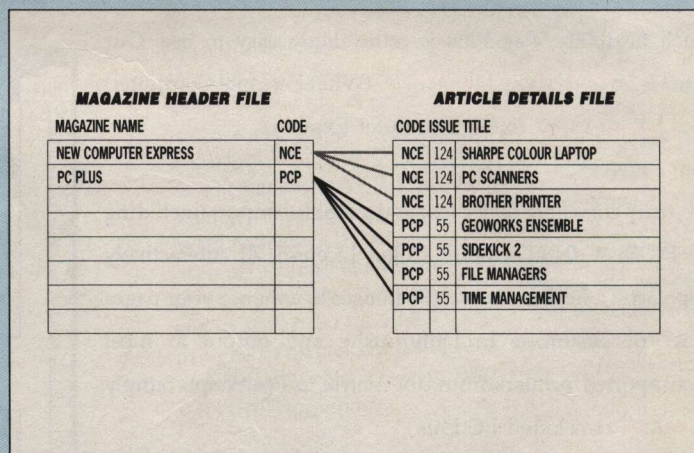 MAGAZINE HEADER FILE
MAGAZINE NAME CODE
NEW COMPUTER EXPRESS NCE
PC PLUS PCP
ARTICLE DETAILS FILE
CODE ISSUE TITLE
NCE 124 SHARPE COLOUR LAPTOP
NCE 124 PC SCANNERS
NCE 124 BROTHER PRINTER
PCP 55 GEOWORKS ENSEMBLE
PCP 55 SIDEKICK 2
PCP 55 FILE MANAGERS
PCP 55 TIME MANAGEMENT